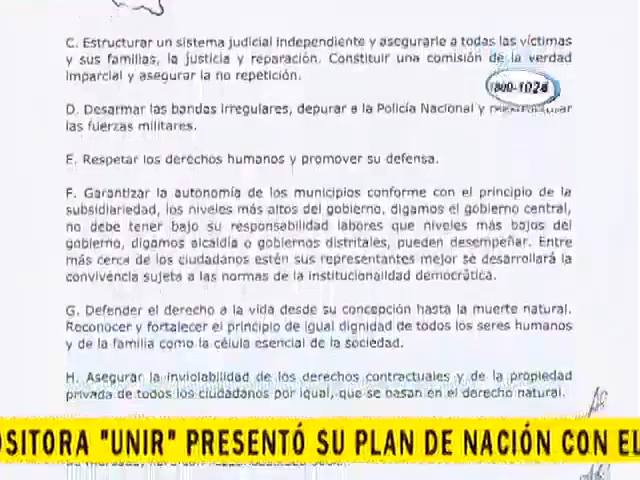 C. Estructurar un sistema judicial independiente y asegurarle a todas las víctimas
y sus familias, la justicia y reparación. Constituir una comisión de la verdad
imparcial y asegurar la no repetición.
1800-1024
D. Desarmar las bandas irregulares, depurar a la Policía Nacional y
las fuerzas militares.
E. Respetar los derechos humanos y promover su defensa.
F. Garantizar la autonomía de los municipios conforme con el principio de la
subsidiariedad, los niveles más altos del gobierno, digamos el gobierno central,
no debe tener bajo su responsabilidad labores que niveles más bajos del
gobierno, digamos alcaldía o gobiernos distritales, pueden desempeñar. Entre
más cerca de los ciudadanos estén sus representantes mejor se desarrollará la
convivencia sujeta a las normas de la institucionalidad democrática.
G. Defender el derecho a la vida desde su concepción hasta la muerte natural.
Reconocer y fortalecer el principio de igual dignidad de todos los seres humanos
y de la familia como la célula esencial de la sociedad.
H. Asegurar la inviolabilidad de los derechos contractuales y de la propiedad
privada de todos los ciudadanos por igual, que se basan en el derecho natural.
OSITORA "UNIR" PRESENTÓ SU PLAN DE NACIÓN CON EL